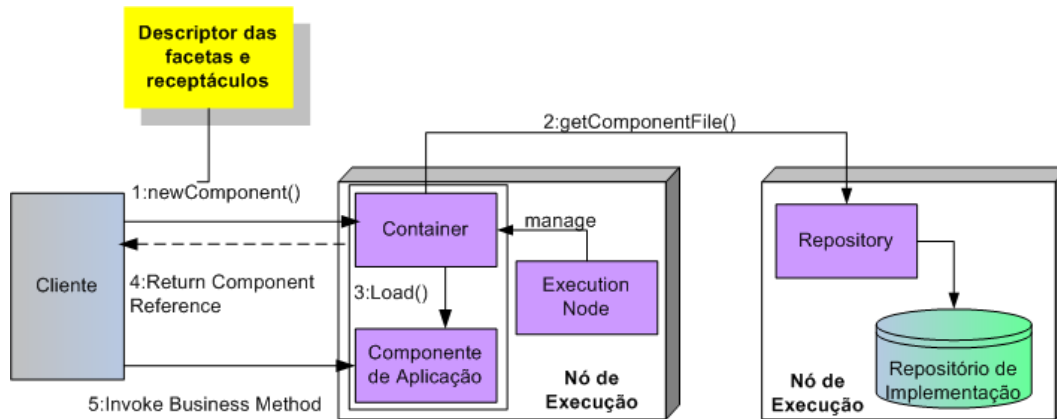 Descriptor das
facetas e
receptáculos
2:getComponentFile()
1:newComponent()
Container
manage
Repository
Cliente
4:Return Component
Reference
3:Load()
Execution
Node
Componente
de Aplicação
Nó de
Execução
5:Invoke Business Method
Nó de
Execução
Repositório de
Implementação